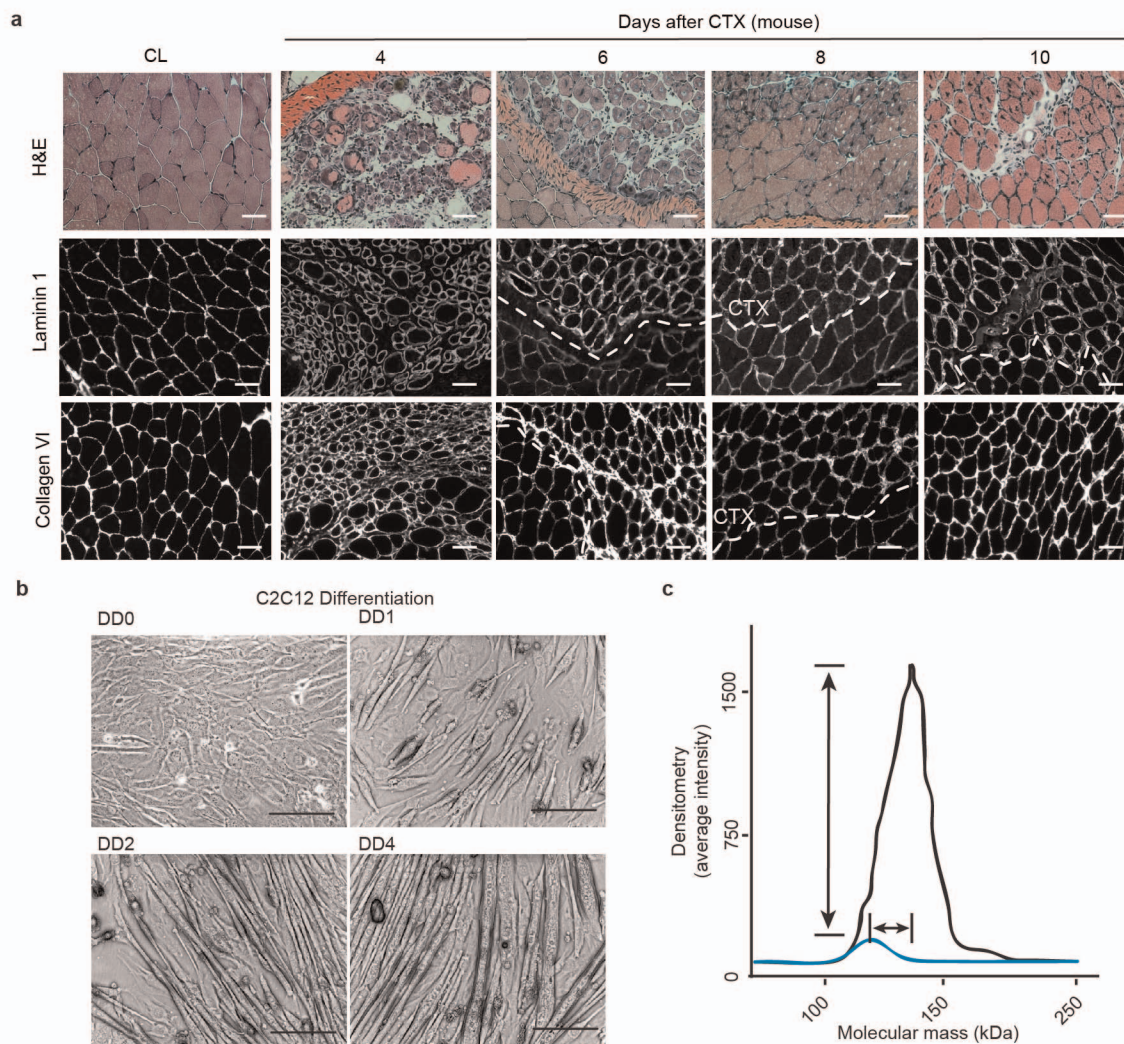 a
Days after CTX (mouse)
CL
4
6
8
10
H&E
Laminin 1
CTX
Collagen VI
CTX
b
C2C12 Differentiation
DD0
DD1
DD2
DD4
c
Densitometry
(average intensity)
1500
750
0
100
150
250
Molecular mass (kDa)